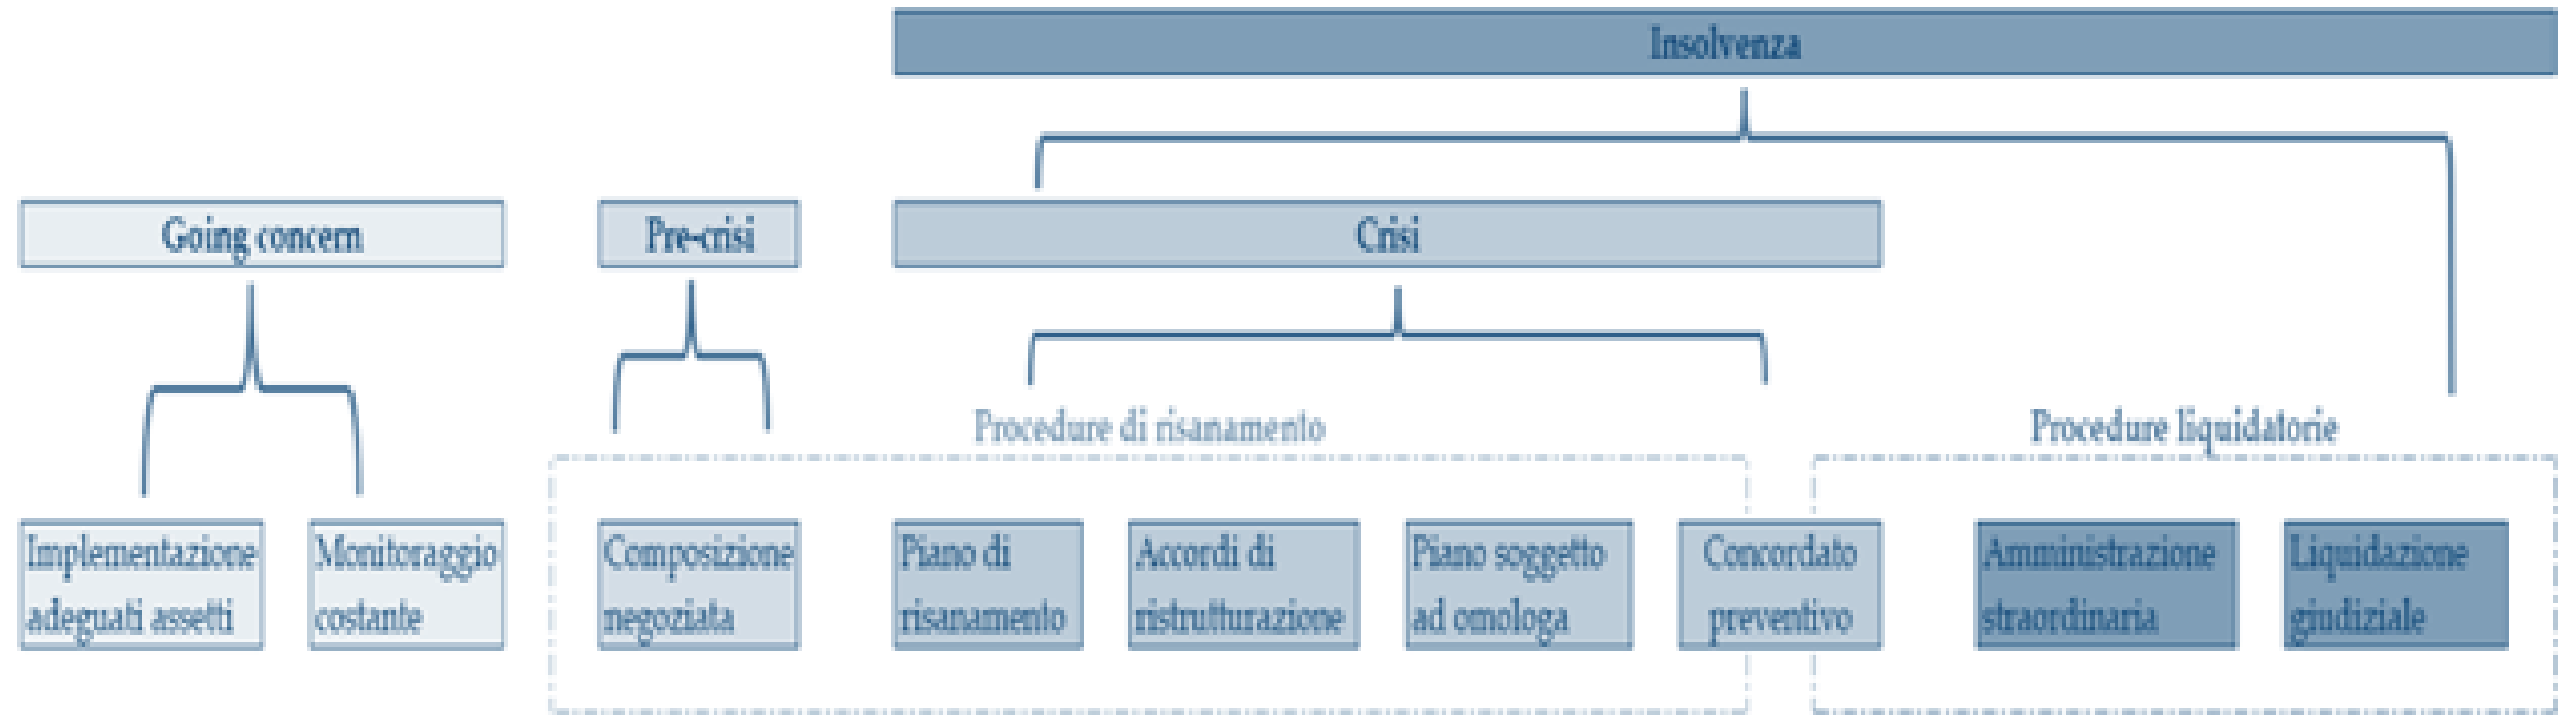 Insolvenza
Going concern
Pre-crisi
Crisi
Procedure di risanamento
Procedure liquidatorie
Implementazione
adeguati assetti
Monitoraggio
costante
Composizione
negoziata
Piano di
risanamento
Accordi di
ristrutturazione
Piano soggetto
ad omologa
Concordato
preventivo
Amministrazione
straordinaria
Liquidazione
giudiziale